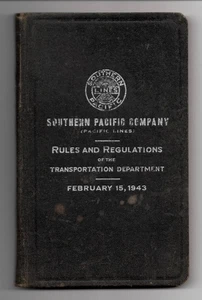 SOUTHERN
LINES
PACIFIC
SOUTHERN PACIFIC COMPANY
(PACIFIC LINES)
RULES AND REGULATIONS
OF THE
TRANSPORTATION DEPARTMENT
FEBRUARY 15, 1943